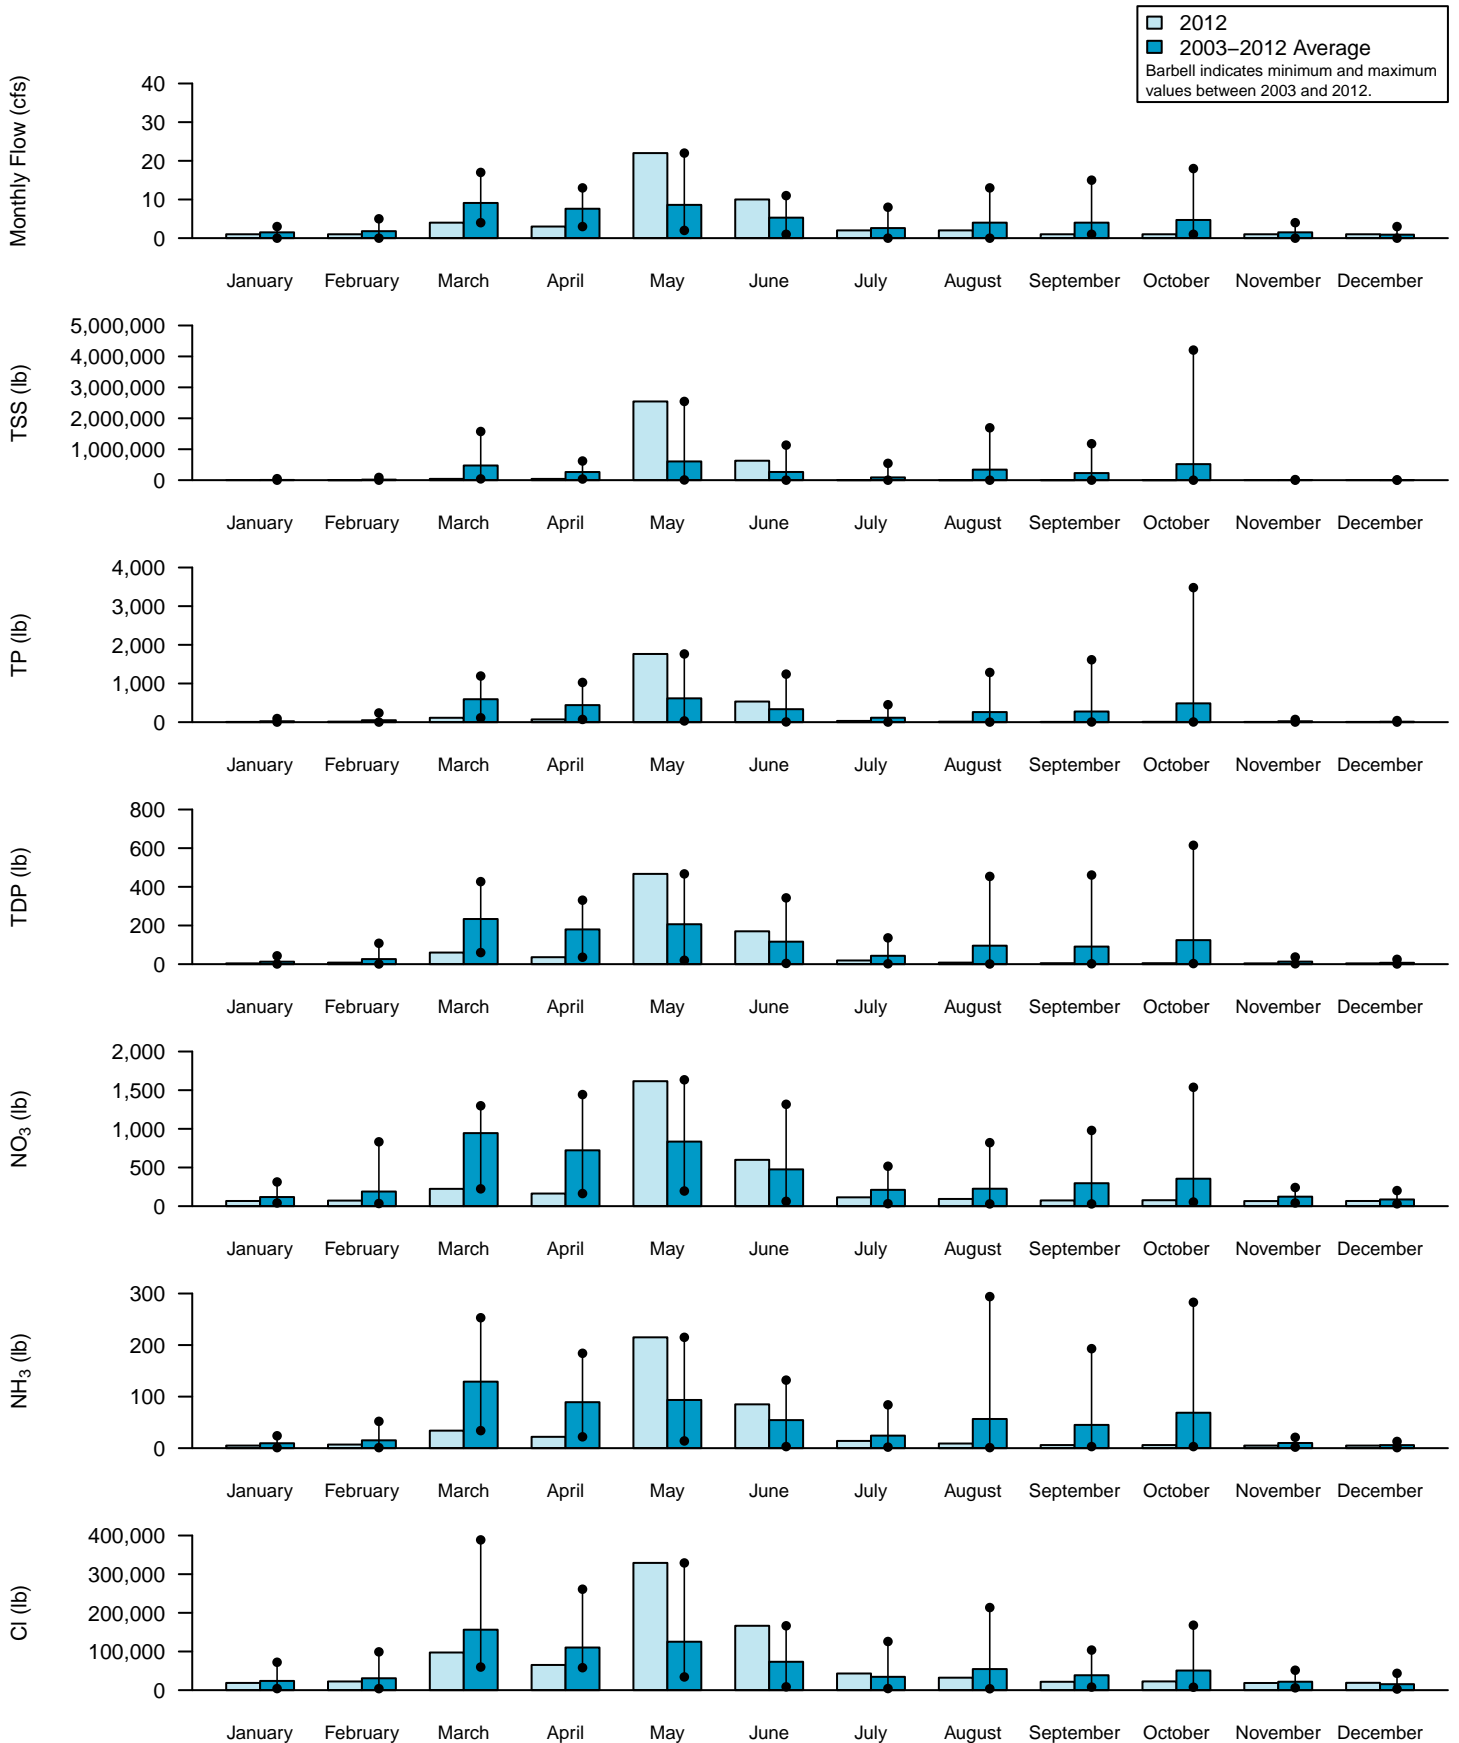 2012
2003–2012 Average
Barbell indicates minimum and maximum
values between 2003 and 2012.
Monthly Flow (cfs)
40
30
20
10
0
January February March April May June July August September October November December
TSS (lb)
5,000,000
4,000,000
3,000,000
2,000,000
1,000,000
0
January February March April May June July August September October November December
TP (lb)
4,000
3,000
2,000
1,000
0
January February March April May June July August September October November December
TDP (lb)
800
600
400
200
0
January February March April May June July August September October November December
NO₃ (lb)
2,000
1,500
1,000
500
0
January February March April May June July August September October November December
NH₃ (lb)
300
200
100
0
January February March April May June July August September October November December
Cl (lb)
400,000
300,000
200,000
100,000
0
January February March April May June July August September October November December